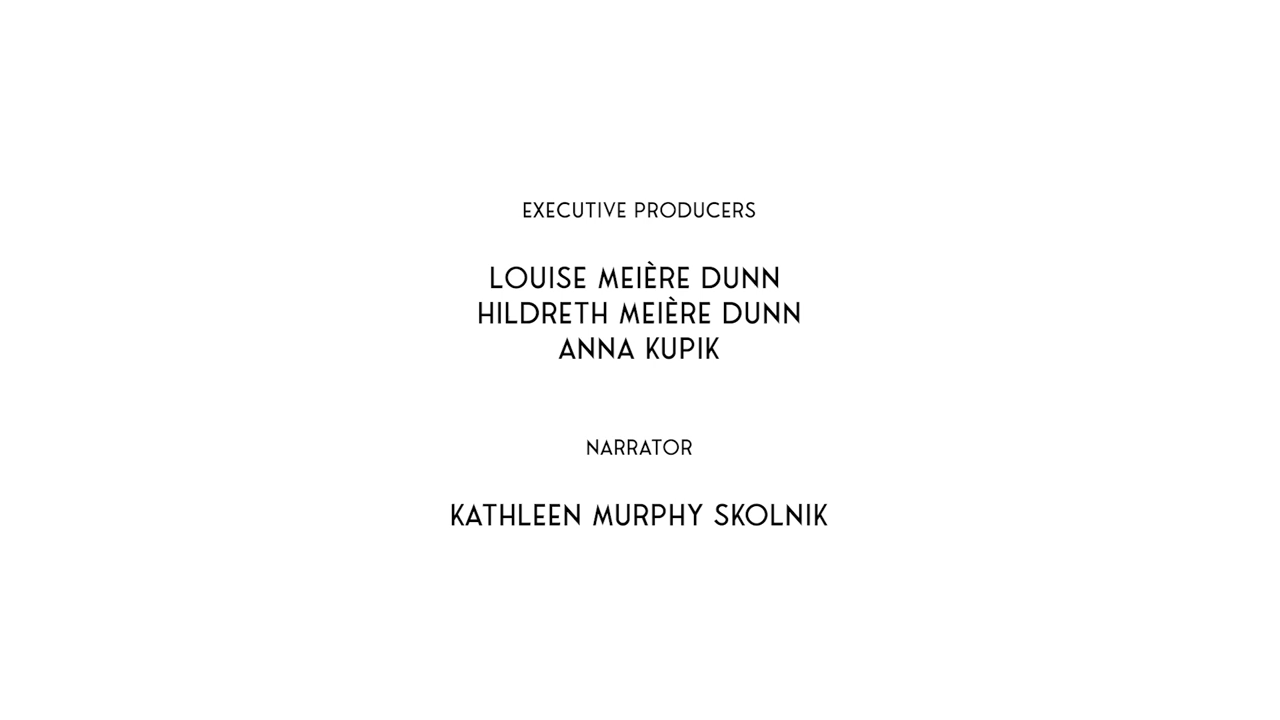 EXECUTIVE PRODUCERS
LOUISE MEIÈRE DUNN
HILDRETH MEIÈRE DUNN
ANNA KUPIK
NARRATOR
KATHLEEN MURPHY SKOLNIK